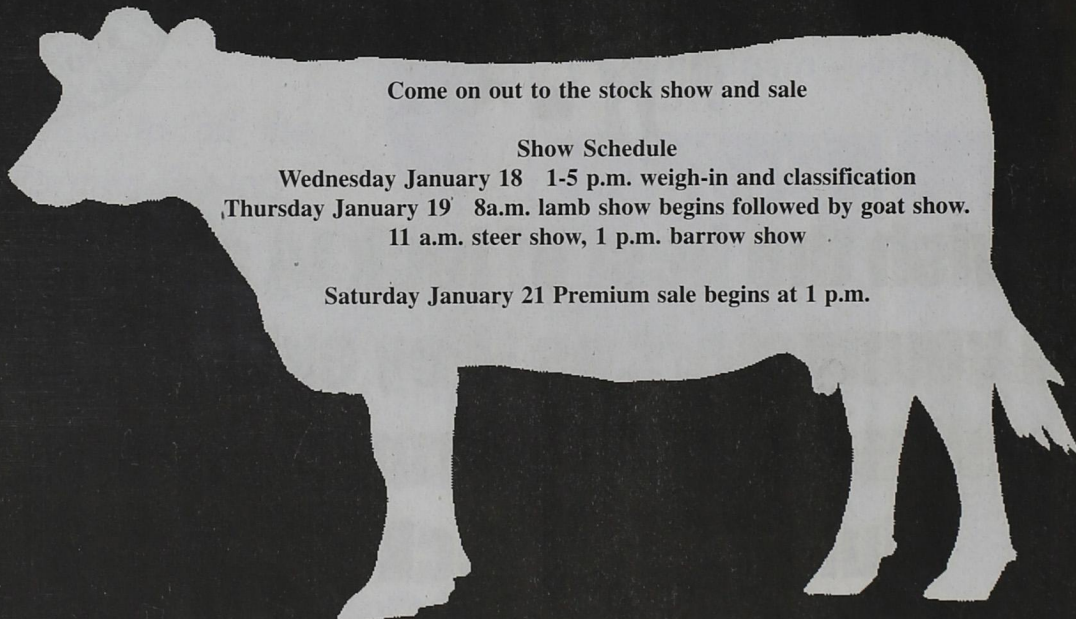 Come on out to the stock show and sale
Show Schedule
Wednesday January 18 1-5 p.m. weigh-in and classification
Thursday January 19 8a.m. lamb show begins followed by goat show.
11 a.m. steer show, 1 p.m. barrow show
Saturday January 21 Premium sale begins at 1 p.m.